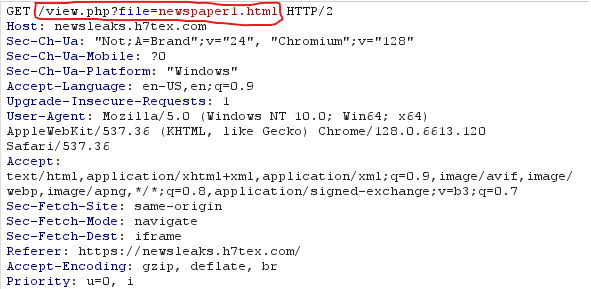 GET /view.php?file=newspaper1.html HTTP/2
Host: newsleaks.h7tex.com
Sec-Ch-Ua: "Not;A=Brand";v="24", "Chromium";v="128"
Sec-Ch-Ua-Mobile: ?0
Sec-Ch-Ua-Platform: "Windows"
Accept-Language: en-US,en;q=0.9
Upgrade-Insecure-Requests: 1
User-Agent: Mozilla/5.0 (Windows NT 10.0; Win64; x64)
AppleWebKit/537.36 (KHTML, like Gecko) Chrome/128.0.6613.120
Safari/537.36
Accept:
text/html,application/xhtml+xml,application/xml;q=0.9,image/avif,image/
webp,image/apng,*/*;q=0.8,application/signed-exchange;v=b3;q=0.7
Sec-Fetch-Site: same-origin
Sec-Fetch-Mode: navigate
Sec-Fetch-Dest: iframe
Referer: https://newsleaks.h7tex.com/
Accept-Encoding: gzip, deflate, br
Priority: u=0, i